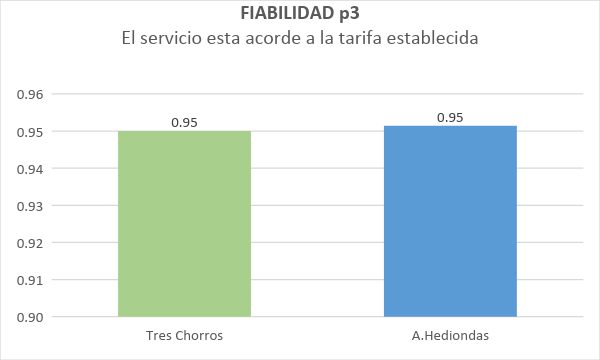 FIABILIDAD p3
El servicio esta acorde a la tarifa establecida
0.96
0.95
0.94
0.93
0.92
0.91
0.90
0.95
0.95
Tres Chorros
A.Hediondas